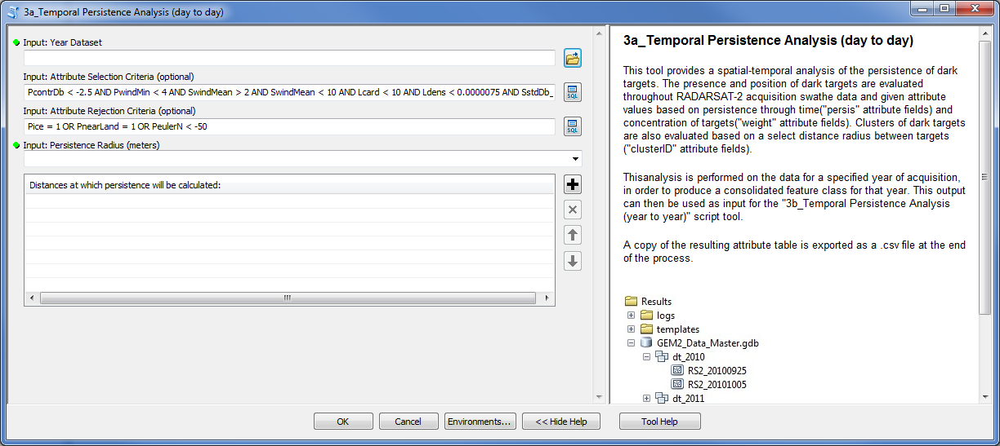 3a_Temporal Persistence Analysis (day to day)
Input: Year Dataset
Input: Attribute Selection Criteria (optional)
PcontrDb < -2.5 AND PwindMin < 4 AND SwindMean > 2 AND SwindMean < 10 AND Lcard < 10 AND Ldens < 0.0000075 AND SstdDb_
SQL
Input: Attribute Rejection Criteria (optional)
Pice = 1 OR PnearLand = 1 OR PeulerN < -50
SQL
Input: Persistence Radius (meters)
Distances at which persistence will be calculated:
3a_Temporal Persistence Analysis (day to day)
This tool provides a spatial-temporal analysis of the persistence of dark
targets. The presence and position of dark targets are evaluated
throughout RADARSAT-2 acquisition swathe data and given attribute
values based on persistence through time("persis" attribute fields) and
concentration of targets("weight" attribute fields). Clusters of dark targets
are also evaluated based on a select distance radius between targets
("clusterID" attribute fields).
Thisanalysis is performed on the data for a specified year of acquisition,
in order to produce a consolidated feature class for that year. This output
can then be used as input for the "3b_Temporal Persistence Analysis
(year to year)" script tool.
A copy of the resulting attribute table is exported as a .csv file at the end
of the process.
Results
logs
templates
GEM2_Data_Master.gdb
dt_2010
RS2_20100925
RS2_20101005
dt_2011
OK
Cancel
Environments...
<< Hide Help
Tool Help